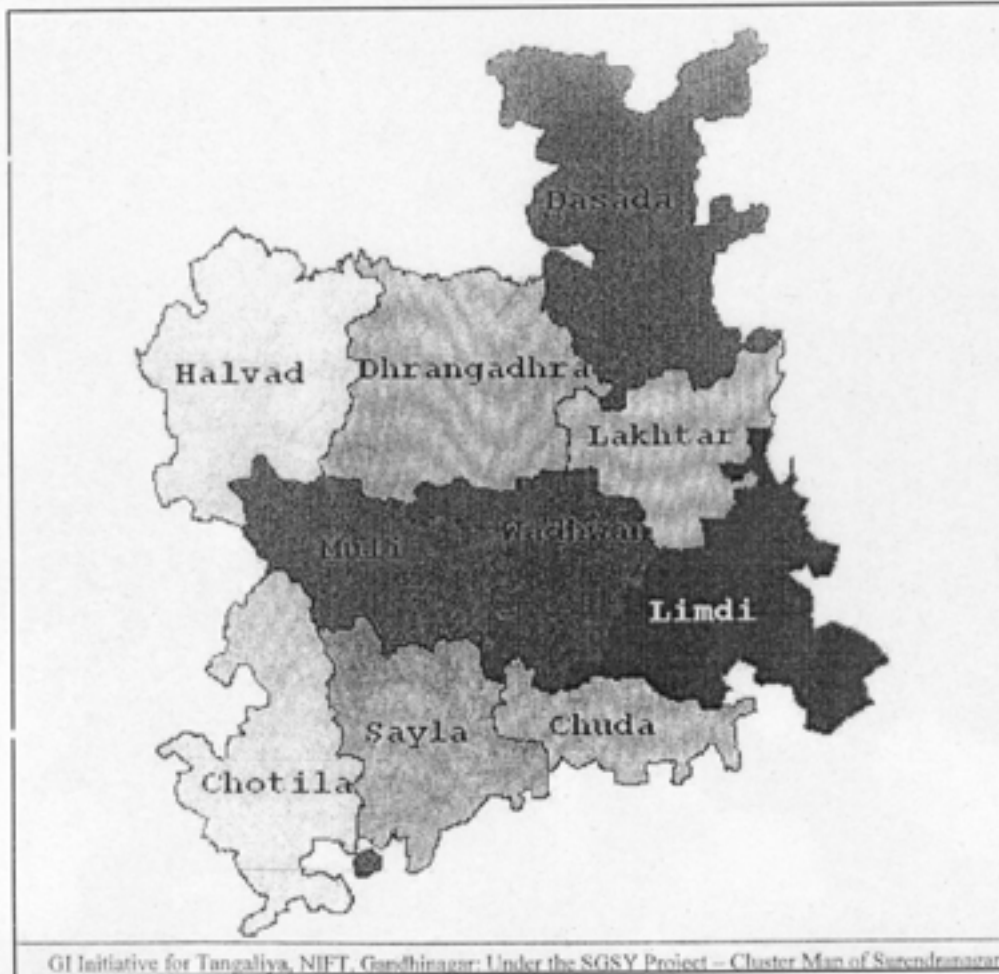 Dasada
Halvad
Dhrangadhra
Lakhtar
Muli
Wadhwan
Limdi
Sayla
Chuda
Chotila
GI Initiative for Tangaliya, NIFT, Gandhinagar: Under the SGSY Project – Cluster Map of Surendranagar